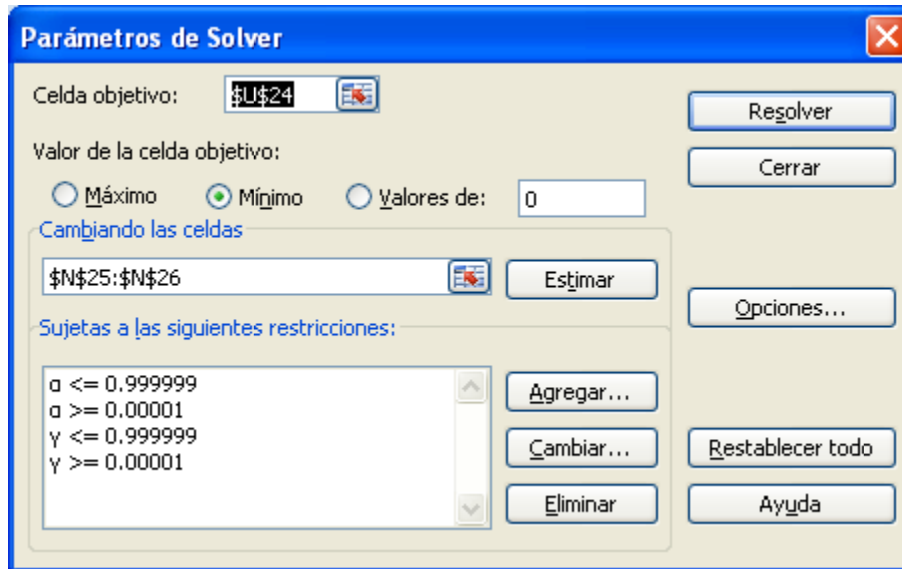 Parámetros de Solver
Celda objetivo: $U$24
Resolver
Valor de la celda objetivo:
Cerrar
Máximo Mínimo Valores de: 0
Cambiando las celdas
$N$25:$N$26 Estimar
Opciones...
Sujetas a las siguientes restricciones:
α <= 0.999999
Agregar...
α >= 0.00001
γ <= 0.999999
Cambiar... Restablecer todo
γ >= 0.00001
Eliminar Ayuda